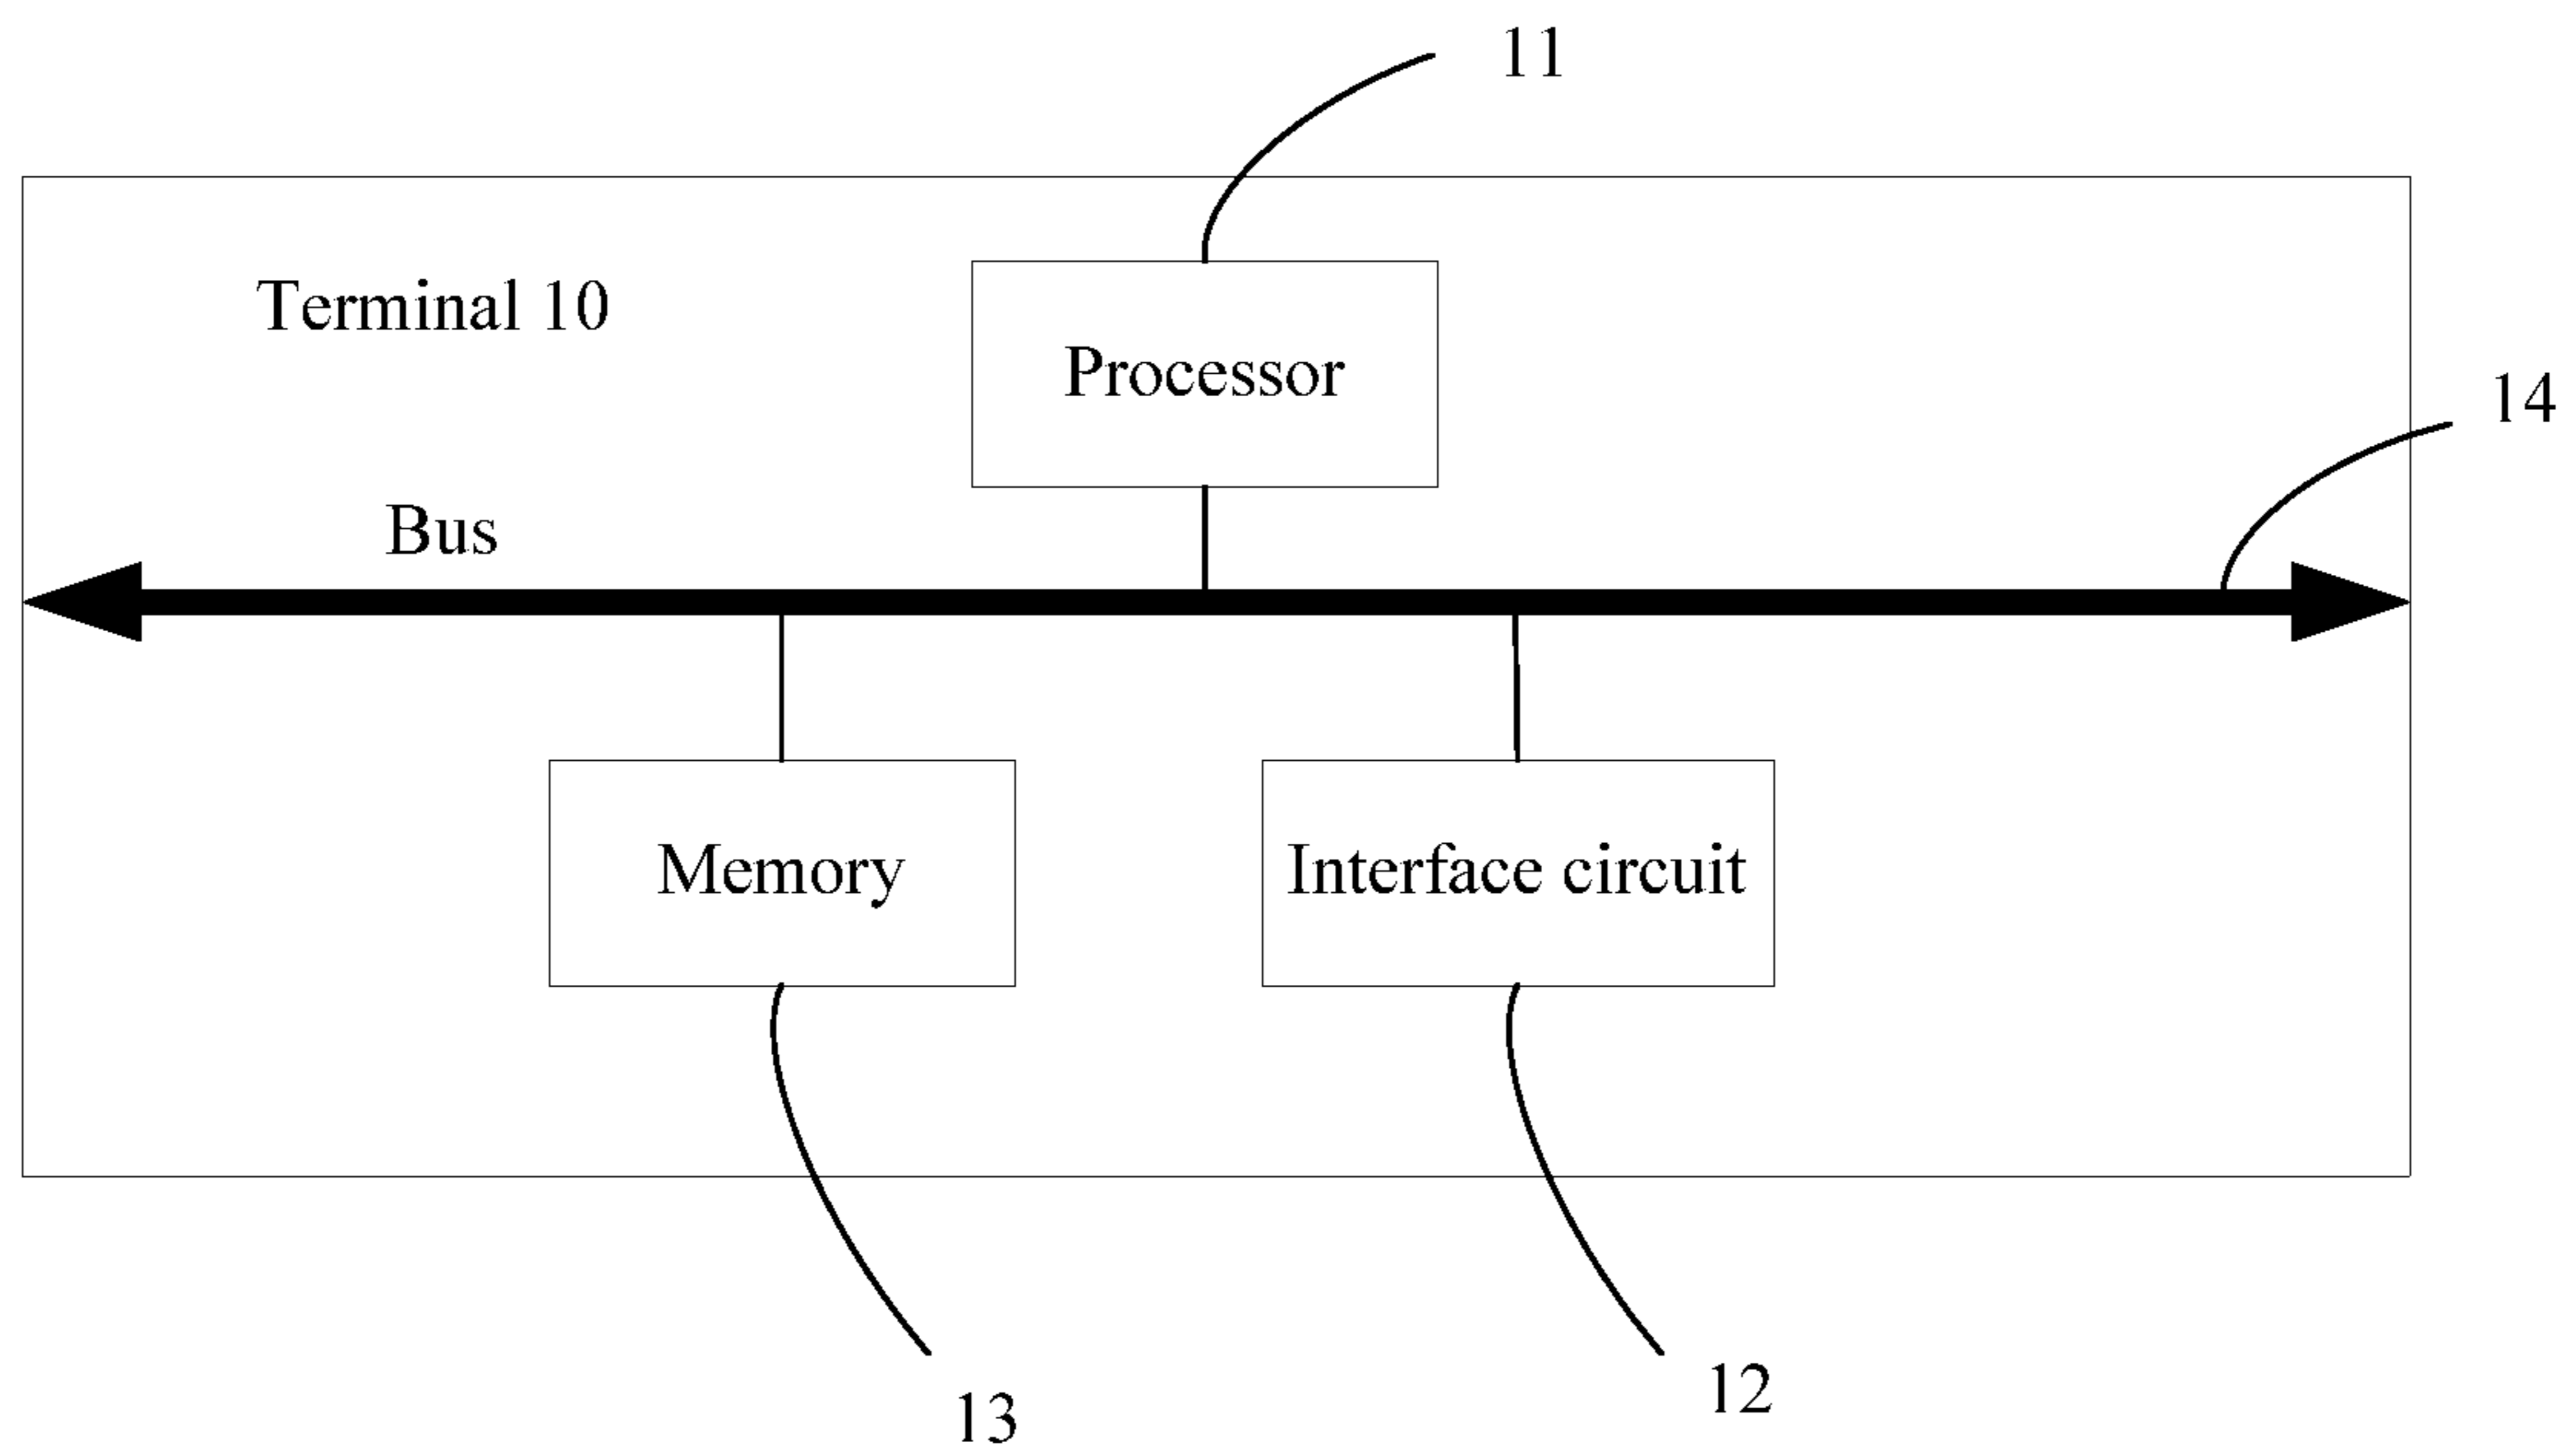 11
Terminal 10
Processor
14
Bus
Memory
Interface circuit
12
13